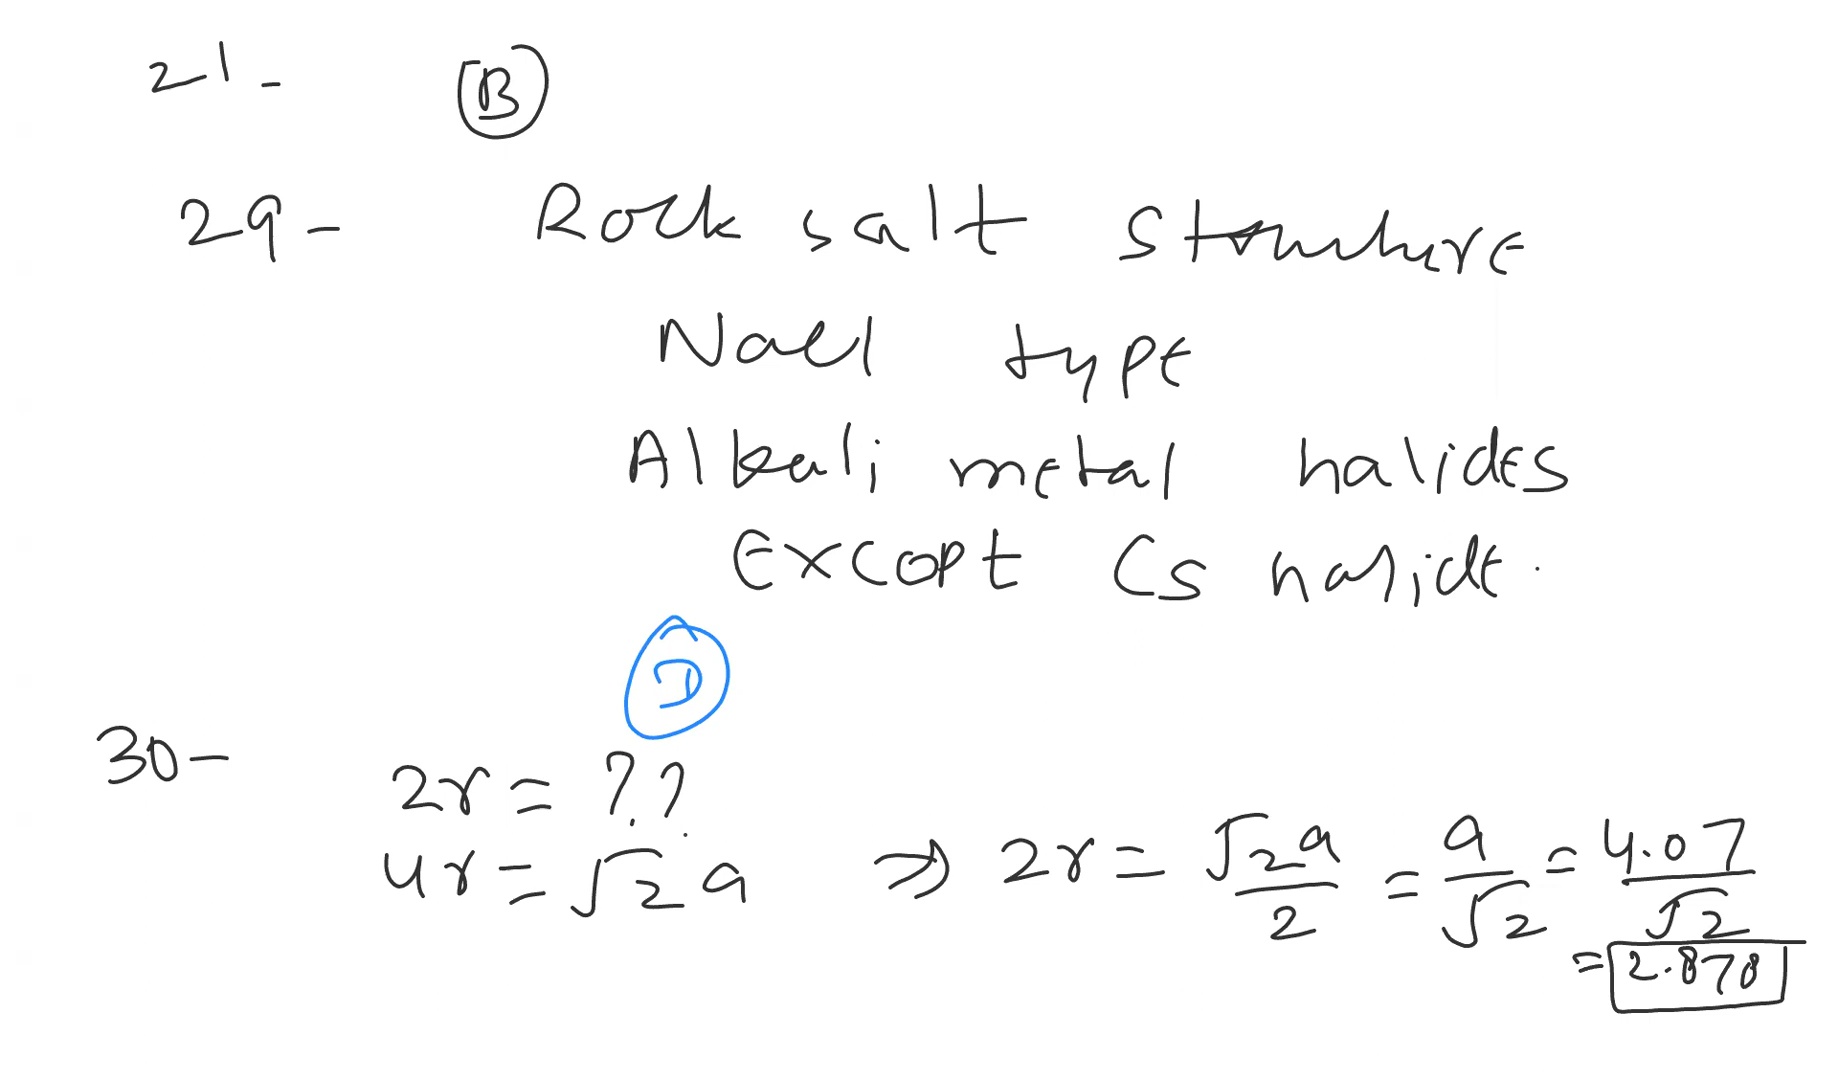 21- (B)
29- Rock salt structure
NaCl type
Alkali metal halides
Except Cs halide.
D
30- 2r = ??
4r = √2 a ⇒ 2r = √2 a / 2 = a / √2 = 4.07 / √2
= 2.878